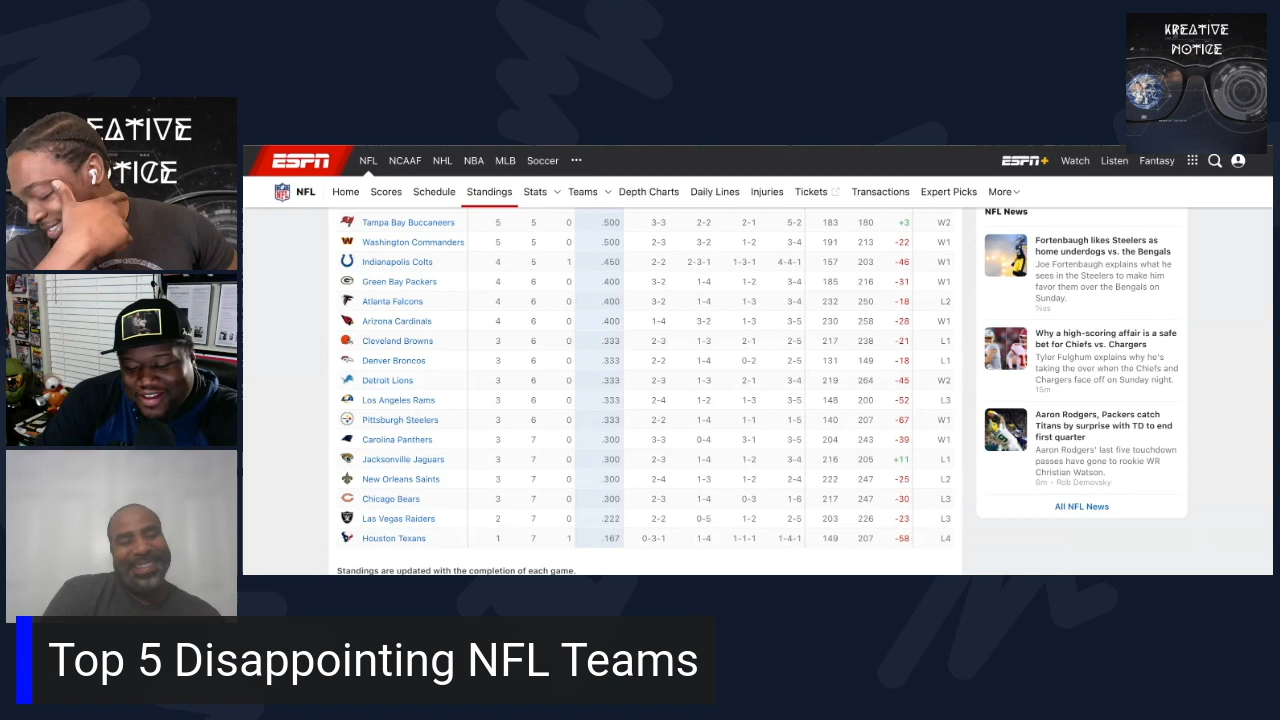 KREATIVE
NOTICE
EATIVE
TICE
ESPN NFL NCAAF NHL NBA MLB Soccer ••• ESPN+ Watch Listen Fantasy
NFL Home Scores Schedule Standings Stats Teams Depth Charts Daily Lines Injuries Tickets Transactions Expert Picks More
Tampa Bay Buccaneers 5 5 0 .500 3-3 2-2 2-1 5-2 183 180 +3 W2
Washington Commanders 5 5 0 .500 2-3 3-2 1-2 3-4 191 213 -22 W1
Indianapolis Colts 4 5 1 .450 2-2 2-3-1 1-3-1 4-4-1 157 203 -46 W1
Green Bay Packers 4 6 0 .400 3-2 1-4 1-2 3-4 185 216 -31 W1
Atlanta Falcons 4 6 0 .400 3-2 1-4 1-3 3-4 232 250 -18 L2
Arizona Cardinals 4 6 0 .400 1-4 3-2 1-3 3-5 230 258 -28 W1
Cleveland Browns 3 6 0 .333 2-3 1-3 2-1 2-5 217 238 -21 L1
Denver Broncos 3 6 0 .333 2-2 1-4 0-2 2-5 131 149 -18 L1
Detroit Lions 3 6 0 .333 2-3 1-3 2-1 3-4 219 264 -45 W2
Los Angeles Rams 3 6 0 .333 2-4 1-2 1-3 3-5 148 200 -52 L3
Pittsburgh Steelers 3 6 0 .333 2-2 1-4 1-1 1-5 140 207 -67 W1
Carolina Panthers 3 7 0 .300 3-3 0-4 3-1 3-5 204 243 -39 W1
Jacksonville Jaguars 3 7 0 .300 2-3 1-4 1-2 3-4 216 205 +11 L1
New Orleans Saints 3 7 0 .300 2-4 1-3 1-2 2-4 222 247 -25 L2
Chicago Bears 3 7 0 .300 2-3 1-4 0-3 1-6 217 247 -30 L3
Las Vegas Raiders 2 7 0 .222 2-2 0-5 1-2 2-5 203 226 -23 L3
Houston Texans 1 7 1 .167 0-3-1 1-4 1-1-1 1-4-1 149 207 -58 L4
Standings are updated with the completion of each game.
NFL News
Fortenbaugh likes Steelers as
home underdogs vs. the Bengals
Joe Fortenbaugh explains what he
sees in the Steelers to make him
favor them over the Bengals on
Sunday.
Why a high-scoring affair is a safe
bet for Chiefs vs. Chargers
Tyler Fulghum explains why he's
taking the over when the Chiefs and
Chargers face off on Sunday night.
15m
Aaron Rodgers, Packers catch
Titans by surprise with TD to end
first quarter
Aaron Rodgers' last five touchdown
passes have gone to rookie WR
Christian Watson.
6m • Rob Demovsky
All NFL News
Top 5 Disappointing NFL Teams